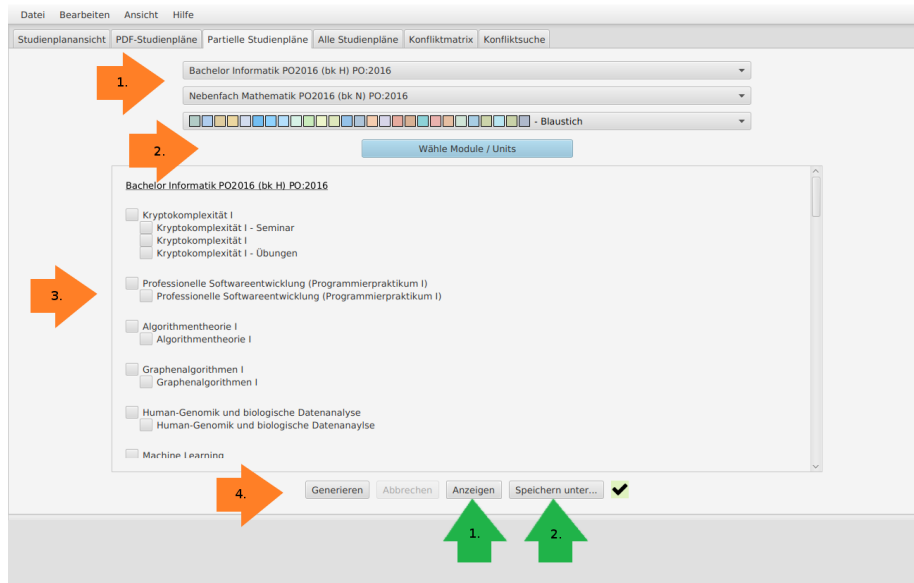 Datei Bearbeiten Ansicht Hilfe
Studienplanansicht PDF-Studienpläne Partielle Studienpläne Alle Studienpläne Konfliktmatrix Konfliktsuche
1.
Bachelor Informatik PO2016 (bk H) PO:2016
Nebenfach Mathematik PO2016 (bk N) PO:2016
- Blaustich
2.
Wähle Module / Units
Bachelor Informatik PO2016 (bk H) PO:2016
Kryptokomplexität I
Kryptokomplexität I - Seminar
Kryptokomplexität I
Kryptokomplexität I - Übungen
3.
Professionelle Softwareentwicklung (Programmierpraktikum I)
Professionelle Softwareentwicklung (Programmierpraktikum I)
Algorithmentheorie I
Algorithmentheorie I
Graphenalgorithmen I
Graphenalgorithmen I
Human-Genomik und biologische Datenanalyse
Human-Genomik und biologische Datenanaylse
Machine Learning
4.
Generieren Abbrechen Anzeigen Speichern unter...
1. 2.